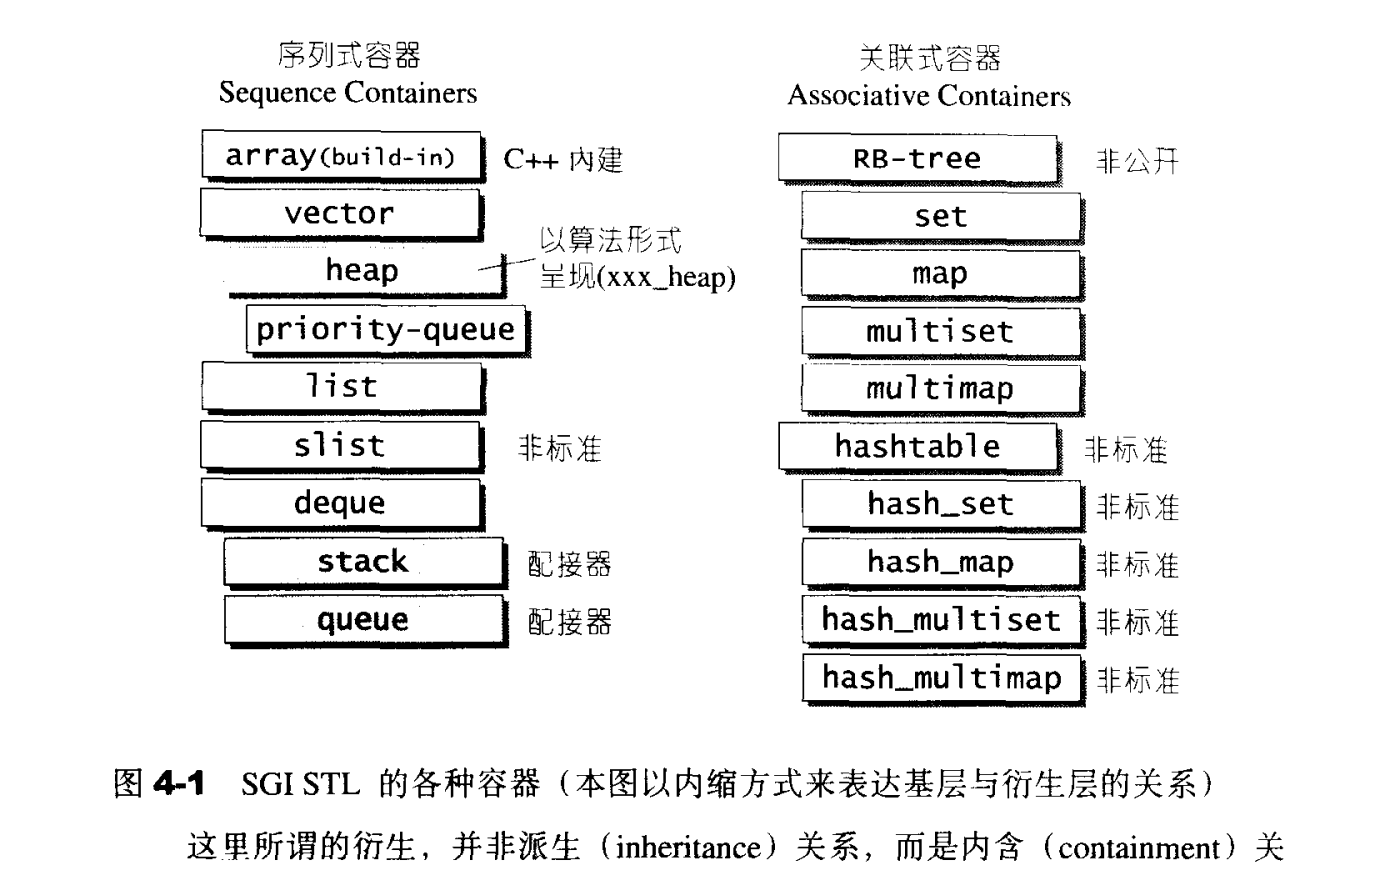 序列式容器
Sequence Containers
array(build-in) C++ 内建
vector
heap
以算法形式
呈现(xxx_heap)
priority-queue
list
slist 非标准
deque
stack 配接器
queue 配接器
关联式容器
Associative Containers
RB-tree 非公开
set
map
multiset
multimap
hashtable 非标准
hash_set 非标准
hash_map 非标准
hash_multiset 非标准
hash_multimap 非标准
图 4-1 SGI STL 的各种容器（本图以内缩方式来表达基层与衍生层的关系）
这里所谓的衍生，并非派生（inheritance）关系，而是内含（containment）关